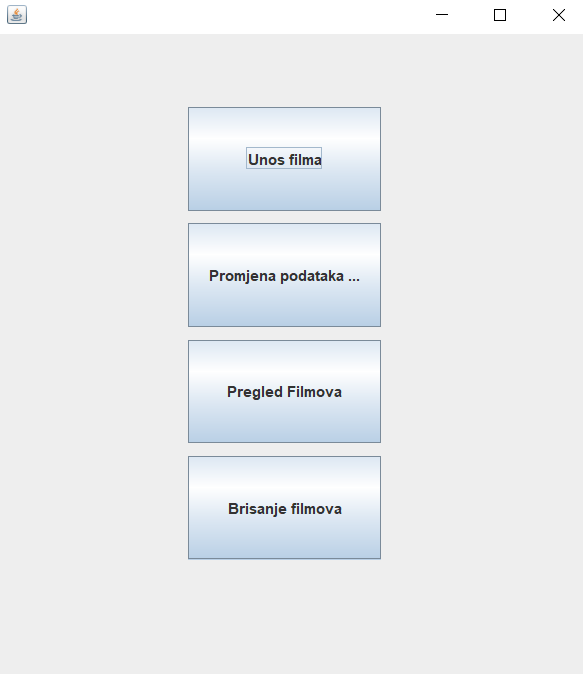 Unos filma
Promjena podataka ...
Pregled Filmova
Brisanje filmova